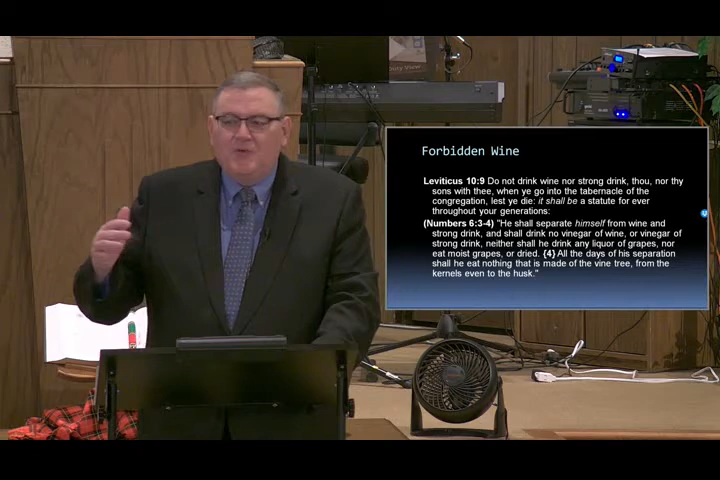 unity View
Forbidden Wine
Leviticus 10:9 Do not drink wine nor strong drink, thou, nor thy
sons with thee, when ye go into the tabernacle of the
congregation, lest ye die: it shall be a statute for ever
throughout your generations:
(Numbers 6:3-4) "He shall separate himself from wine and
strong drink, and shall drink no vinegar of wine, or vinegar of
strong drink, neither shall he drink any liquor of grapes, nor
eat moist grapes, or dried. {4} All the days of his separation
shall he eat nothing that is made of the vine tree, from the
kernels even to the husk."